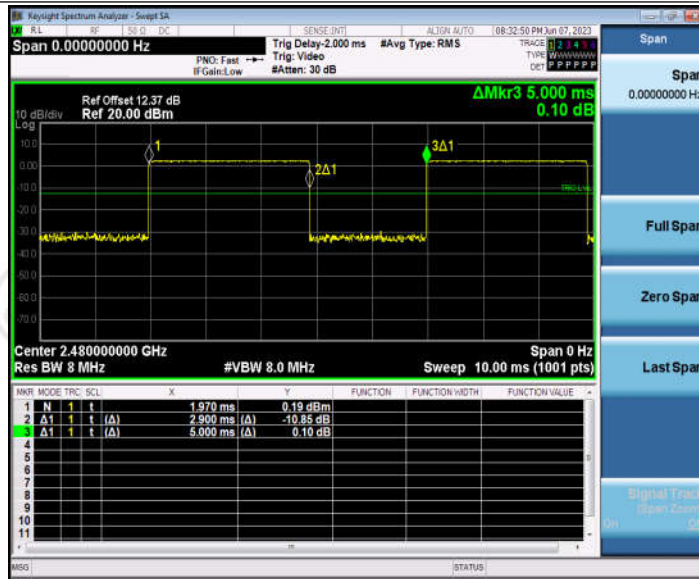 Keysight Spectrum Analyzer - Swept SA
RL RF 50 Ω DC SENSE:INT ALIGN AUTO 08:32:50 PM Jun 07, 2023
Span 0.00000000 Hz
PNO: Fast
IFGain:Low
Trig Delay-2.000 ms
Trig: Video
#Atten: 30 dB
#Avg Type: RMS
TRACE 1 2 3 4 5 6
TYPE WWWWWW
DET P P P P P P
ΔMkr3 5.000 ms
0.10 dB
Ref Offset 12.37 dB
10 dB/div Ref 20.00 dBm
Log
10.0
0.00
-10.0
-20.0
-30.0
-40.0
-50.0
-60.0
1
2Δ1
3Δ1
TRIG LVL
Center 2.480000000 GHz Span 0 Hz
Res BW 8 MHz #VBW 8.0 MHz Sweep 10.00 ms (1001 pts)
MKR MODE TRC SCL X Y FUNCTION FUNCTION WIDTH FUNCTION VALUE
1 N 1 t 1.970 ms 0.19 dBm
2 Δ1 1 t (Δ) 2.900 ms (Δ) -10.85 dB
3 Δ1 1 t (Δ) 5.000 ms (Δ) 0.10 dB
4
5
6
7
8
9
10
11
MSG STATUS
Span
Span
0.00000000 Hz
Full Span
Zero Span
Last Span
Signal Track
(Span Zoom)
On Off